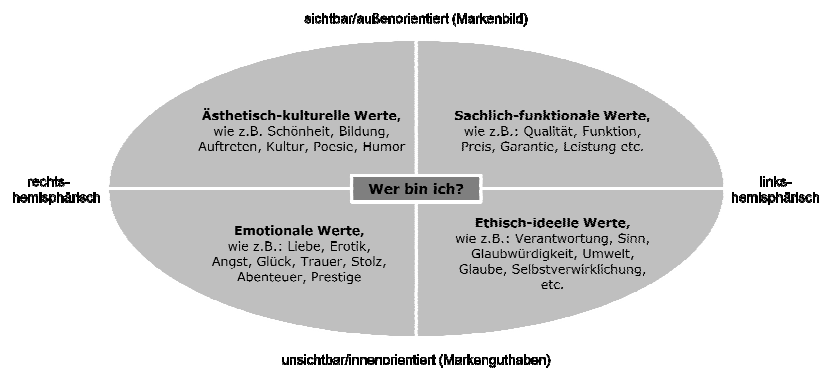 sichtbar/außenorientiert (Markenbild)
Ästhetisch-kulturelle Werte,
wie z.B. Schönheit, Bildung,
Auftreten, Kultur, Poesie, Humor
Sachlich-funktionale Werte,
wie z.B.: Qualität, Funktion,
Preis, Garantie, Leistung etc.
rechts-
hemisphärisch
Wer bin ich?
links-
hemisphärisch
Emotionale Werte,
wie z.B.: Liebe, Erotik,
Angst, Glück, Trauer, Stolz,
Abenteuer, Prestige
Ethisch-ideelle Werte,
wie z.B.: Verantwortung, Sinn,
Glaubwürdigkeit, Umwelt,
Glaube, Selbstverwirklichung,
etc.
unsichtbar/innenorientiert (Markenguthaben)